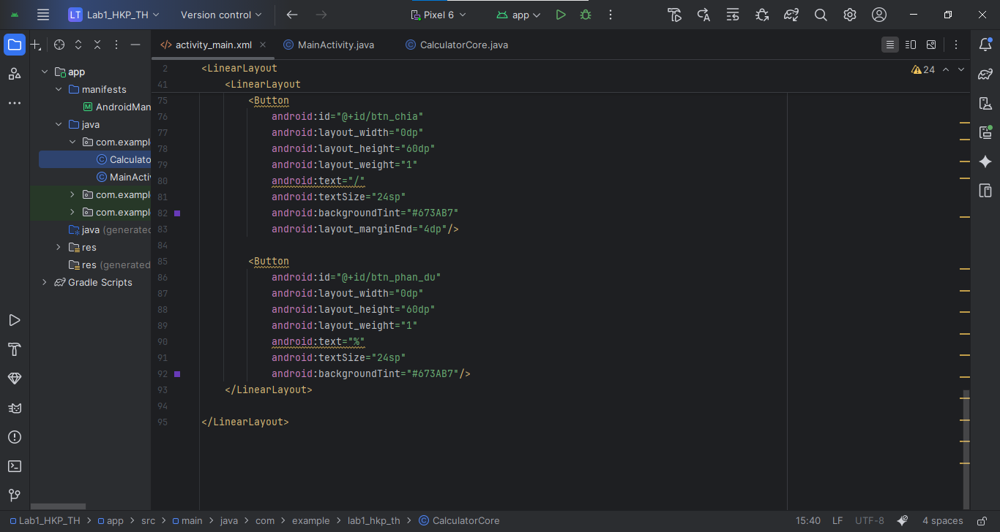 LT Lab1_HKP_TH Version control Pixel 6 app
activity_main.xml MainActivity.java CalculatorCore.java
app
manifests
AndroidMan
java
com.exampl
Calculato
MainActiv
com.exampl
com.exampl
java (generated
res
res (generated
Gradle Scripts
24
2 <LinearLayout
41 <LinearLayout
75 <Button
76 android:id="@+id/btn_chia"
77 android:layout_width="0dp"
78 android:layout_height="60dp"
79 android:layout_weight="1"
80 android:text="/"
81 android:textSize="24sp"
82 android:backgroundTint="#673AB7"
83 android:layout_marginEnd="4dp"/>
84
85 <Button
86 android:id="@+id/btn_phan_du"
87 android:layout_width="0dp"
88 android:layout_height="60dp"
89 android:layout_weight="1"
90 android:text="%"
91 android:textSize="24sp"
92 android:backgroundTint="#673AB7"/>
93 </LinearLayout>
94
95 </LinearLayout>
Lab1_HKP_TH > app > src > main > java > com > example > lab1_hkp_th > CalculatorCore 15:40 LF UTF-8 4 spaces